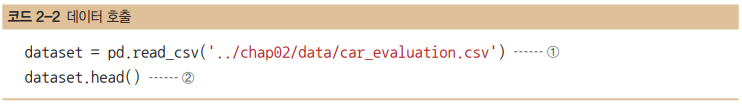 코드 2-2 데이터 호출
dataset = pd.read_csv('../chap02/data/car_evaluation.csv') ------ ①
dataset.head() ------ ②